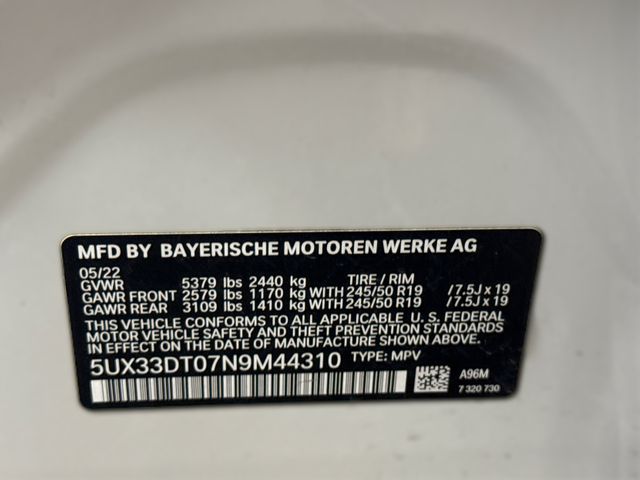 MFD BY BAYERISCHE MOTOREN WERKE AG
05/22
GVWR 5379 lbs 2440 kg TIRE / RIM
GAWR FRONT 2579 lbs 1170 kg WITH 245/50 R19 /7.5J x 19
GAWR REAR 3109 lbs 1410 kg WITH 245/50 R19 /7.5J x 19
THIS VEHICLE CONFORMS TO ALL APPLICABLE U. S. FEDERAL
MOTOR VEHICLE SAFETY AND THEFT PREVENTION STANDARDS
IN EFFECT ON THE DATE OF MANUFACTURE SHOWN ABOVE.
5UX33DT07N9M44310 TYPE: MPV
A96M
7 320 730